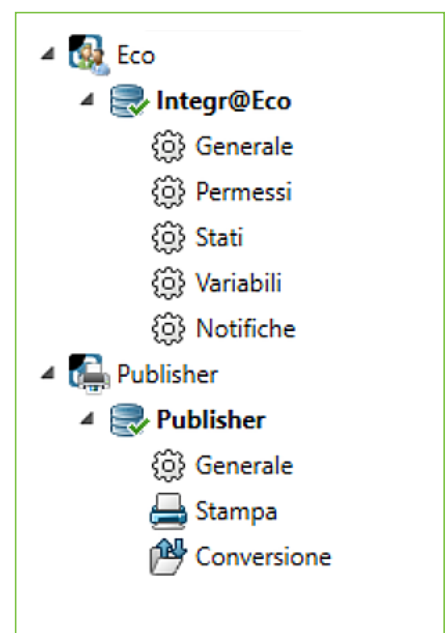 Eco
Integr@Eco
Generale
Permessi
Stati
Variabili
Notifiche
Publisher
Publisher
Generale
Stampa
Conversione